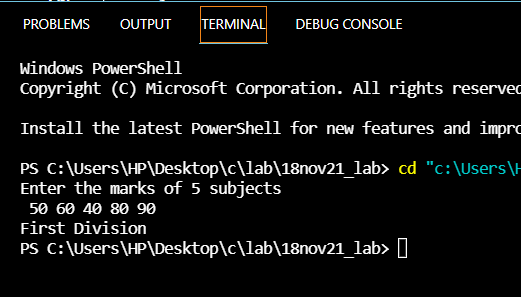 PROBLEMS OUTPUT TERMINAL DEBUG CONSOLE
Windows PowerShell
Copyright (C) Microsoft Corporation. All rights reserved
Install the latest PowerShell for new features and impro
PS C:\Users\HP\Desktop\c\lab\18nov21_lab> cd "c:\Users\H
Enter the marks of 5 subjects
50 60 40 80 90
First Division
PS C:\Users\HP\Desktop\c\lab\18nov21_lab>